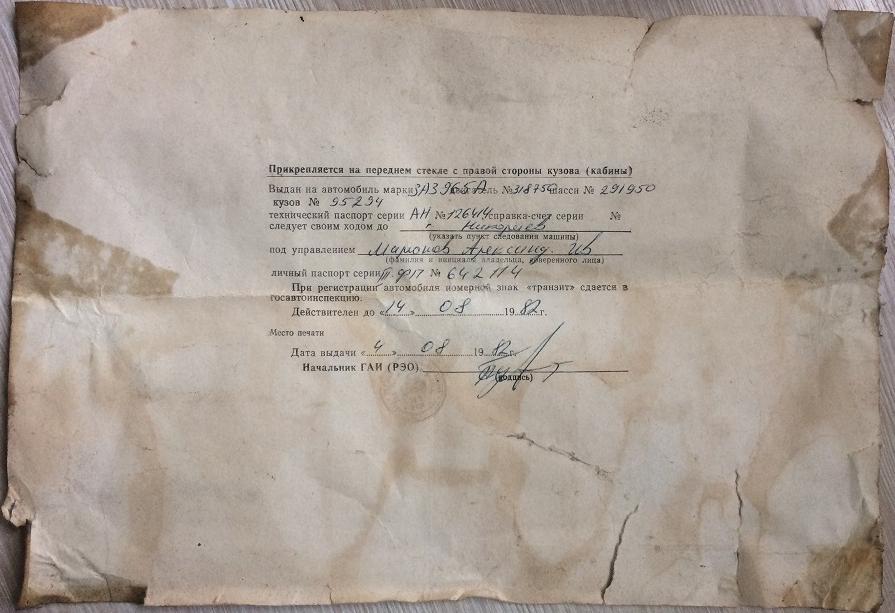 Прикрепляется на переднем стекле с правой стороны кузова (кабины)
Выдан на автомобиль марки ЗАЗ 966А двигатель № 318756 шасси № 291950
кузов № 95294
технический паспорт серии АН № 126414 справка-счет серии №
следует своим ходом до г. Николаев
(указать пункт следования машины)
под управлением Ив
(фамилия и инициалы владельца, доверенного лица)
личный паспорт серии № 642114
При регистрации автомобиля номерной знак «транзит» сдается в
госавтоинспекцию.
Действителен до «14» 08 1982 г.
Место печати
Дата выдачи «4» 08 1982 г.
Начальник ГАИ (РЭО)
(подпись)